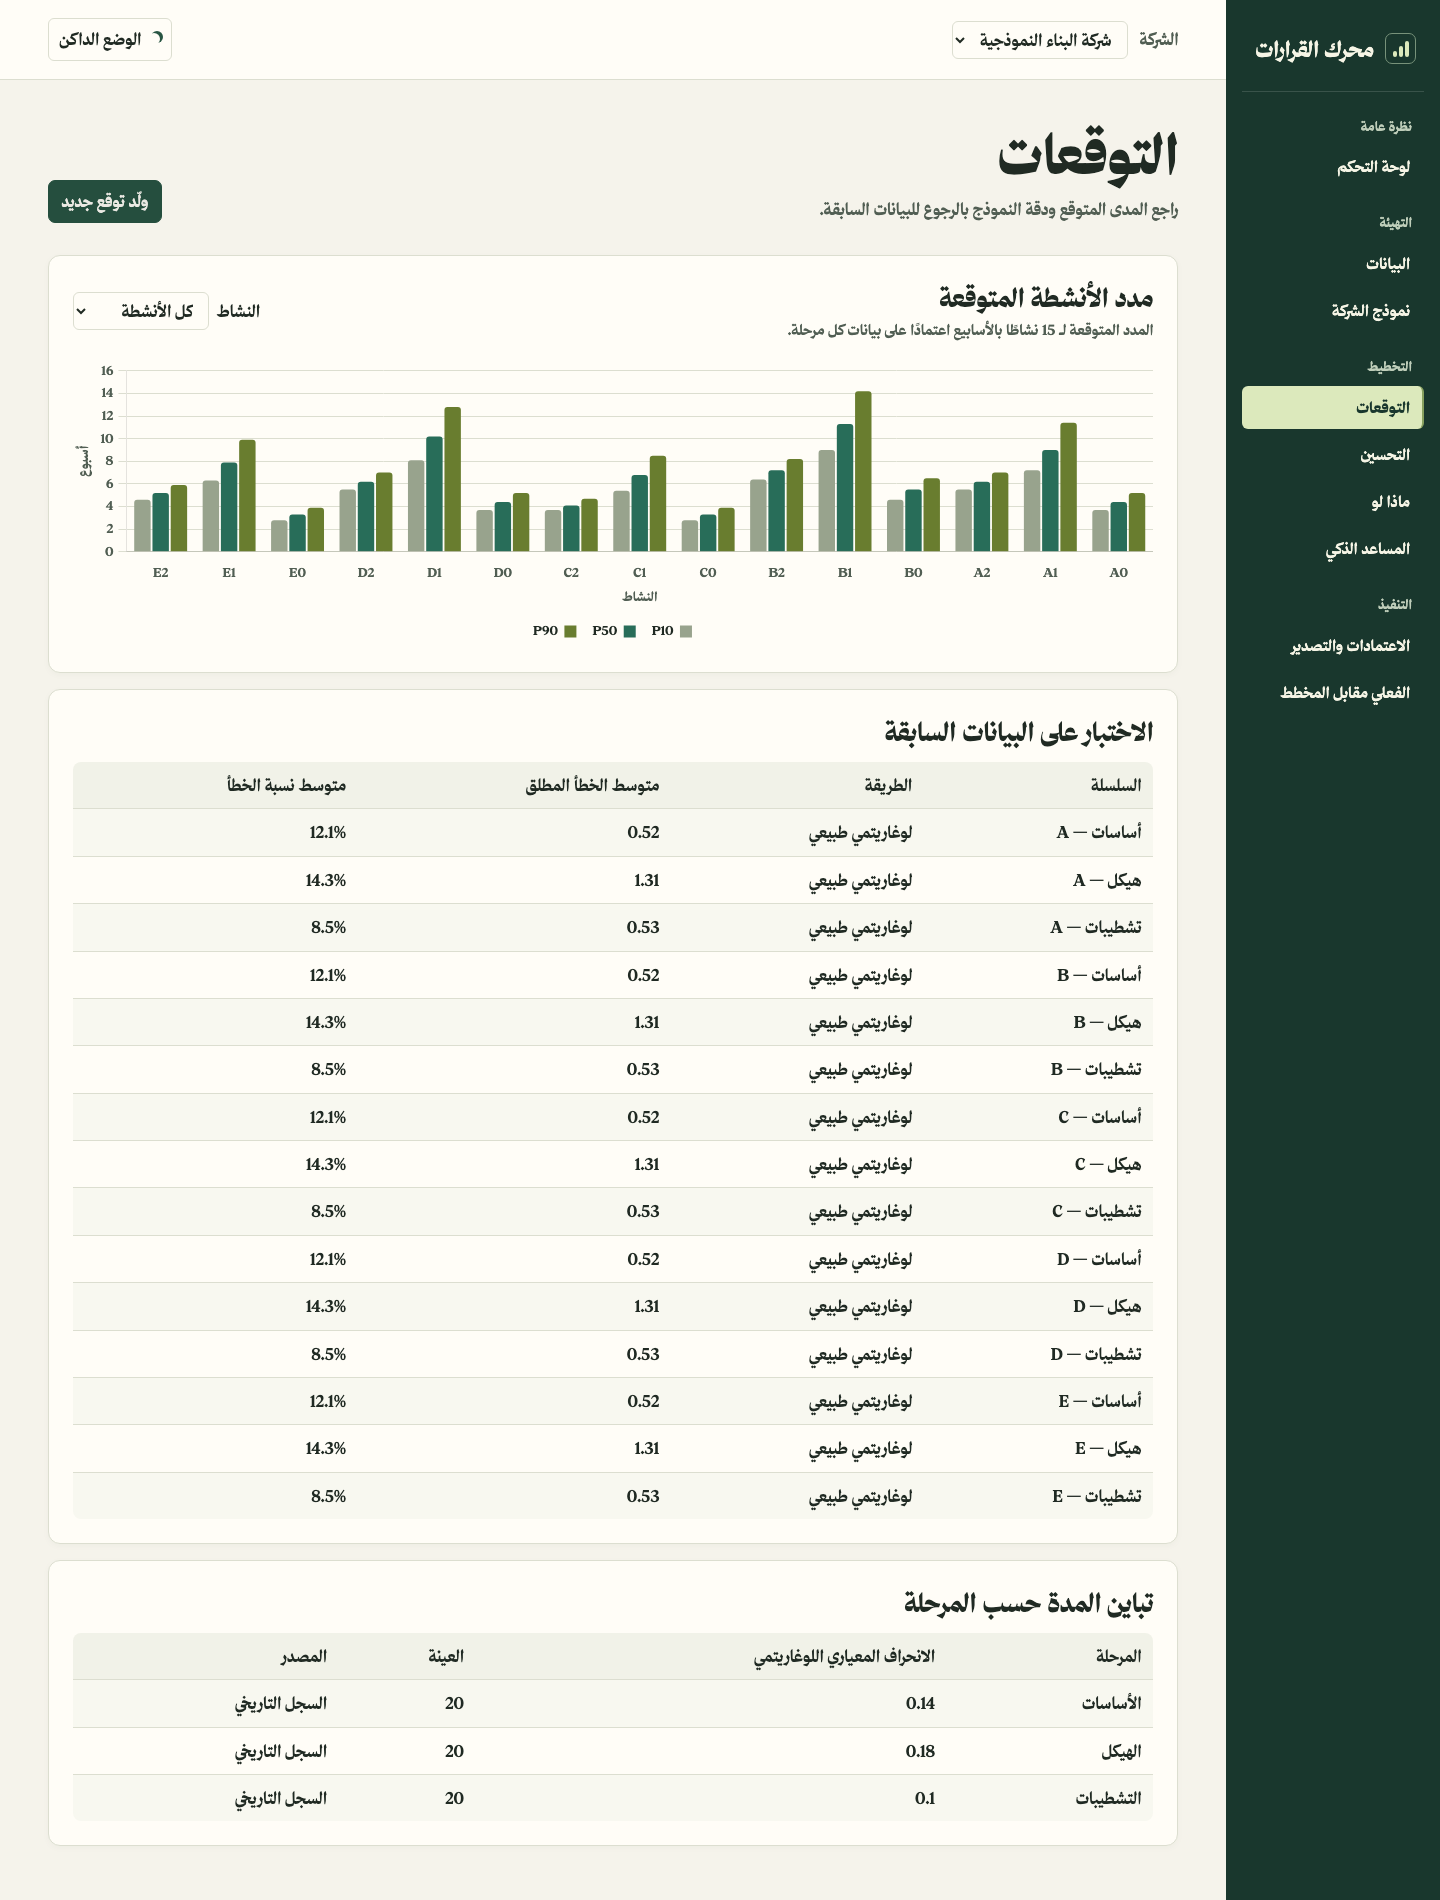 محرك القرارات
نظرة عامة
لوحة التحكم
التهيئة
البيانات
نموذج الشركة
التخطيط
التوقعات
التحسين
ماذا لو
المساعد الذكي
التنفيذ
الاعتمادات والتصدير
الفعلي مقابل المخطط
الشركة شركة البناء النموذجية الوضع الداكن
التوقعات
راجع المدى المتوقع ودقة النموذج بالرجوع للبيانات السابقة.
ولّد توقع جديد
مدد الأنشطة المتوقعة
المدد المتوقعة لـ 15 نشاطًا بالأسابيع اعتمادًا على بيانات كل مرحلة.
النشاط كل الأنشطة
16
14
12
10
8
6
4
2
0
أسبوع
E2 E1 E0 D2 D1 D0 C2 C1 C0 B2 B1 B0 A2 A1 A0
النشاط
P90 P50 P10
الاختبار على البيانات السابقة
السلسلة الطريقة متوسط الخطأ المطلق متوسط نسبة الخطأ
أساسات — A لوغاريتمي طبيعي 0.52 12.1%
هيكل — A لوغاريتمي طبيعي 1.31 14.3%
تشطيبات — A لوغاريتمي طبيعي 0.53 8.5%
أساسات — B لوغاريتمي طبيعي 0.52 12.1%
هيكل — B لوغاريتمي طبيعي 1.31 14.3%
تشطيبات — B لوغاريتمي طبيعي 0.53 8.5%
أساسات — C لوغاريتمي طبيعي 0.52 12.1%
هيكل — C لوغاريتمي طبيعي 1.31 14.3%
تشطيبات — C لوغاريتمي طبيعي 0.53 8.5%
أساسات — D لوغاريتمي طبيعي 0.52 12.1%
هيكل — D لوغاريتمي طبيعي 1.31 14.3%
تشطيبات — D لوغاريتمي طبيعي 0.53 8.5%
أساسات — E لوغاريتمي طبيعي 0.52 12.1%
هيكل — E لوغاريتمي طبيعي 1.31 14.3%
تشطيبات — E لوغاريتمي طبيعي 0.53 8.5%
تباين المدة حسب المرحلة
المرحلة الانحراف المعياري اللوغاريتمي العينة المصدر
الأساسات 0.14 20 السجل التاريخي
الهيكل 0.18 20 السجل التاريخي
التشطيبات 0.1 20 السجل التاريخي